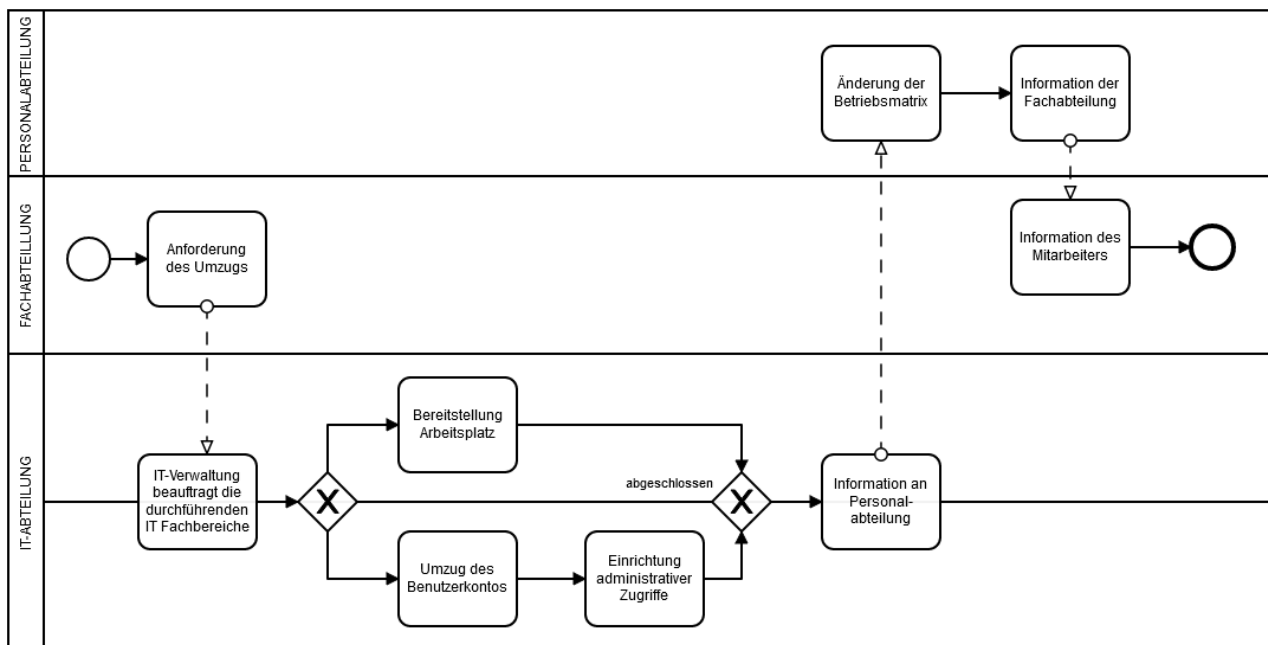 PERSONALABTEILUNG
Änderung der
Betriebsmatrix
Information der
Fachabteilung
FACHABTEILLUNG
Anforderung
des Umzugs
Information des
Mitarbeiters
IT-ABTEILUNG
IT-Verwaltung
beauftragt die
durchführenden
IT Fachbereiche
X
Bereitstellung
Arbeitsplatz
abgeschlossen
X
Umzug des
Benutzerkontos
Einrichtung
administrativer
Zugriffe
Information an
Personal-
abteilung